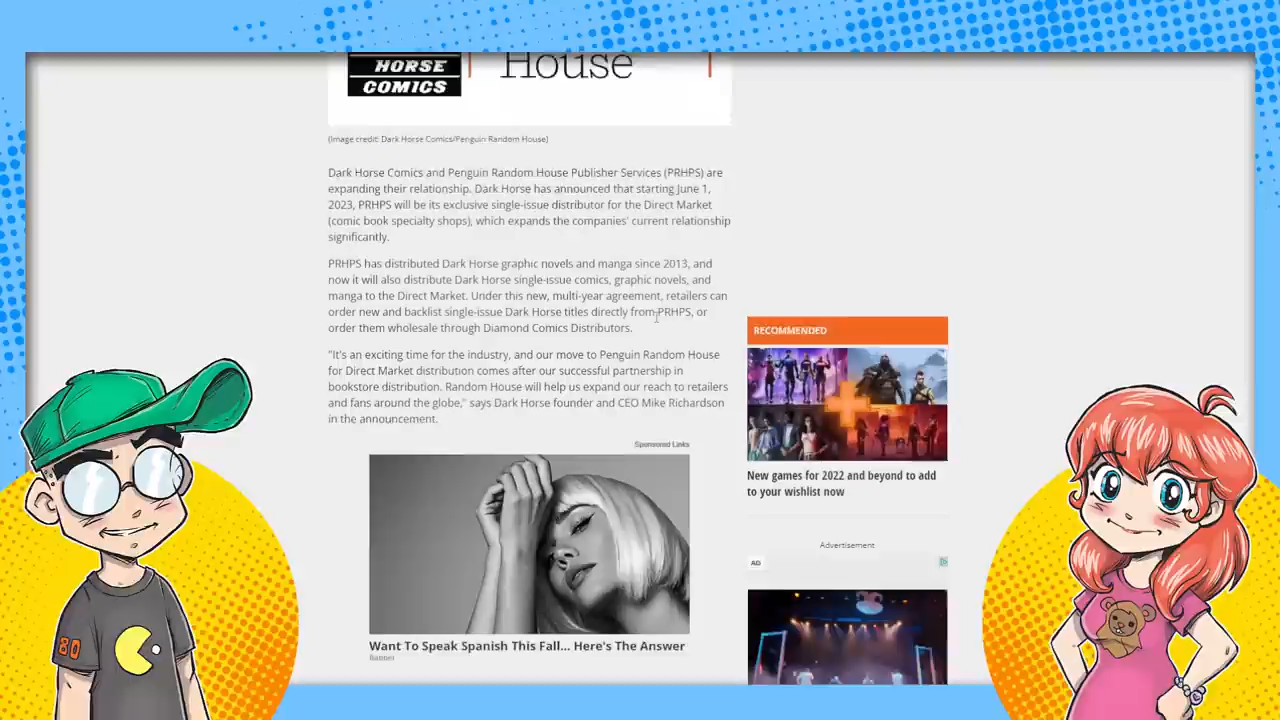 HORSE
COMICS
House
(Image credit: Dark Horse Comics/Penguin Random House)
Dark Horse Comics and Penguin Random House Publisher Services (PRHPS) are
expanding their relationship. Dark Horse has announced that starting June 1,
2023, PRHPS will be its exclusive single-issue distributor for the Direct Market
(comic book specialty shops), which expands the companies' current relationship
significantly.
PRHPS has distributed Dark Horse graphic novels and manga since 2013, and
now it will also distribute Dark Horse single-issue comics, graphic novels, and
manga to the Direct Market. Under this new, multi-year agreement, retailers can
order new and backlist single-issue Dark Horse titles directly from PRHPS, or
order them wholesale through Diamond Comics Distributors.
"It's an exciting time for the industry, and our move to Penguin Random House
for Direct Market distribution comes after our successful partnership in
bookstore distribution. Random House will help us expand our reach to retailers
and fans around the globe," says Dark Horse founder and CEO Mike Richardson
in the announcement.
Sponsored Links
Want To Speak Spanish This Fall... Here's The Answer
Babbel
RECOMMENDED
New games for 2022 and beyond to add
to your wishlist now
Advertisement
AD
80